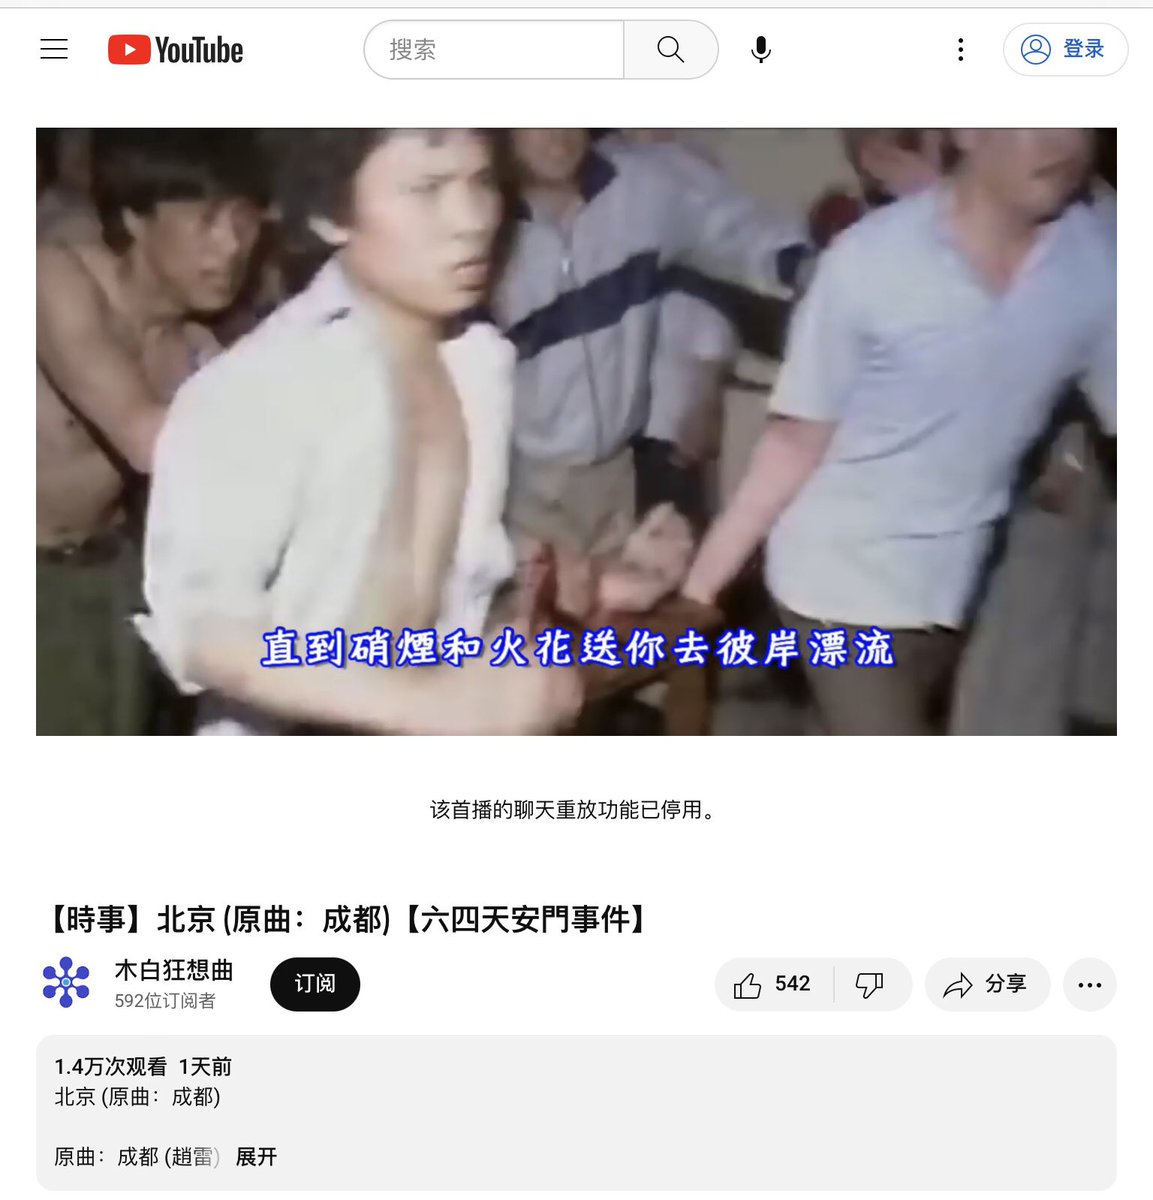 YouTube
搜索
登录
直到硝煙和火花送你去彼岸漂流
该首播的聊天重放功能已停用。
【時事】北京 (原曲：成都)【六四天安門事件】
木白狂想曲
592位订阅者
订阅
542
分享
1.4万次观看 1天前
北京 (原曲：成都)
原曲：成都 (趙雷) 展开